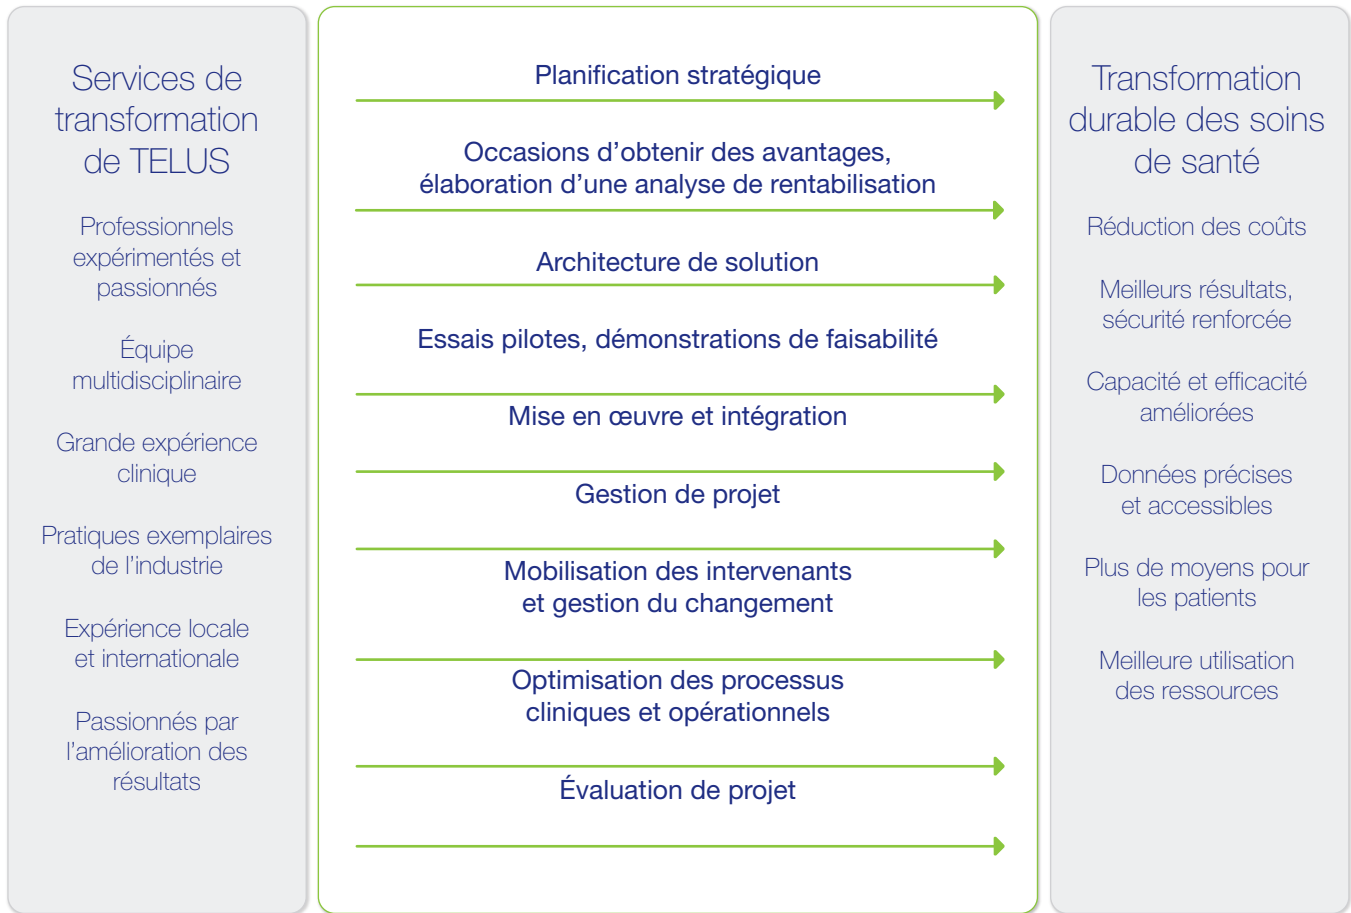 Services de
transformation
de TELUS
Professionnels
expérimentés et
passionnés
Équipe
multidisciplinaire
Grande expérience
clinique
Pratiques exemplaires
de l’industrie
Expérience locale
et internationale
Passionnés par
l’amélioration des
résultats
Planification stratégique
Occasions d’obtenir des avantages,
élaboration d’une analyse de rentabilisation
Architecture de solution
Essais pilotes, démonstrations de faisabilité
Mise en œuvre et intégration
Gestion de projet
Mobilisation des intervenants
et gestion du changement
Optimisation des processus
cliniques et opérationnels
Évaluation de projet
Transformation
durable des soins
de santé
Réduction des coûts
Meilleurs résultats,
sécurité renforcée
Capacité et efficacité
améliorées
Données précises
et accessibles
Plus de moyens pour
les patients
Meilleure utilisation
des ressources